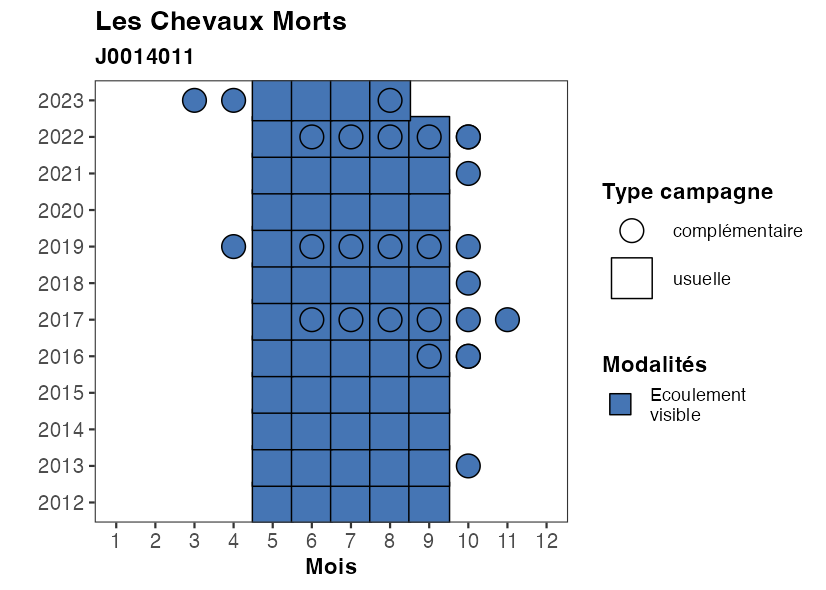 Les Chevaux Morts
J0014011
2023
2022
2021
2020
2019
2018
2017
2016
2015
2014
2013
2012
1 2 3 4 5 6 7 8 9 10 11 12
Mois
Type campagne
complémentaire
usuelle
Modalités
Ecoulement
visible